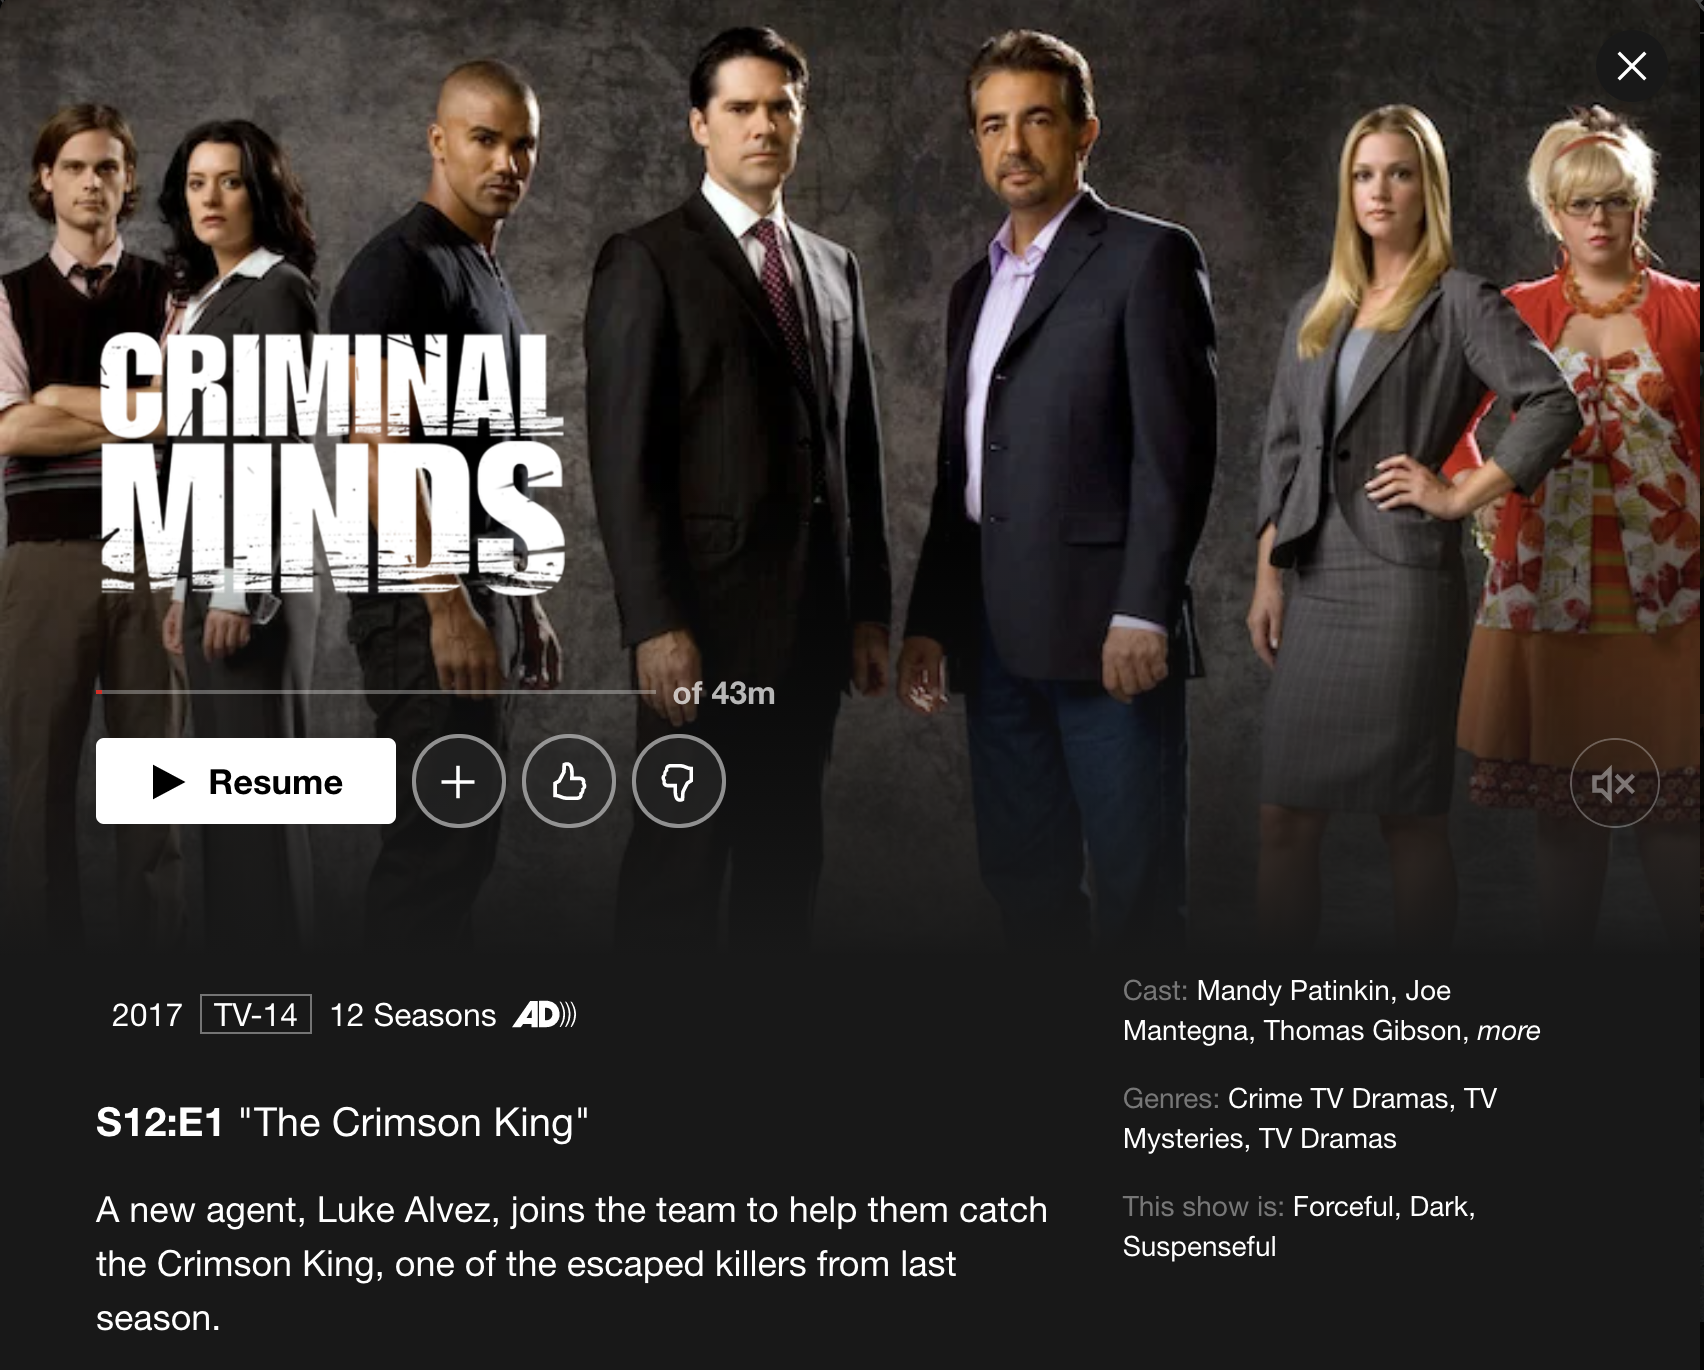 CRIMINAL
MINDS
of 43m
Resume
2017 TV-14 12 Seasons AD
S12:E1 "The Crimson King"
A new agent, Luke Alvez, joins the team to help them catch
the Crimson King, one of the escaped killers from last
season.
Cast: Mandy Patinkin, Joe
Mantegna, Thomas Gibson, more
Genres: Crime TV Dramas, TV
Mysteries, TV Dramas
This show is: Forceful, Dark,
Suspenseful